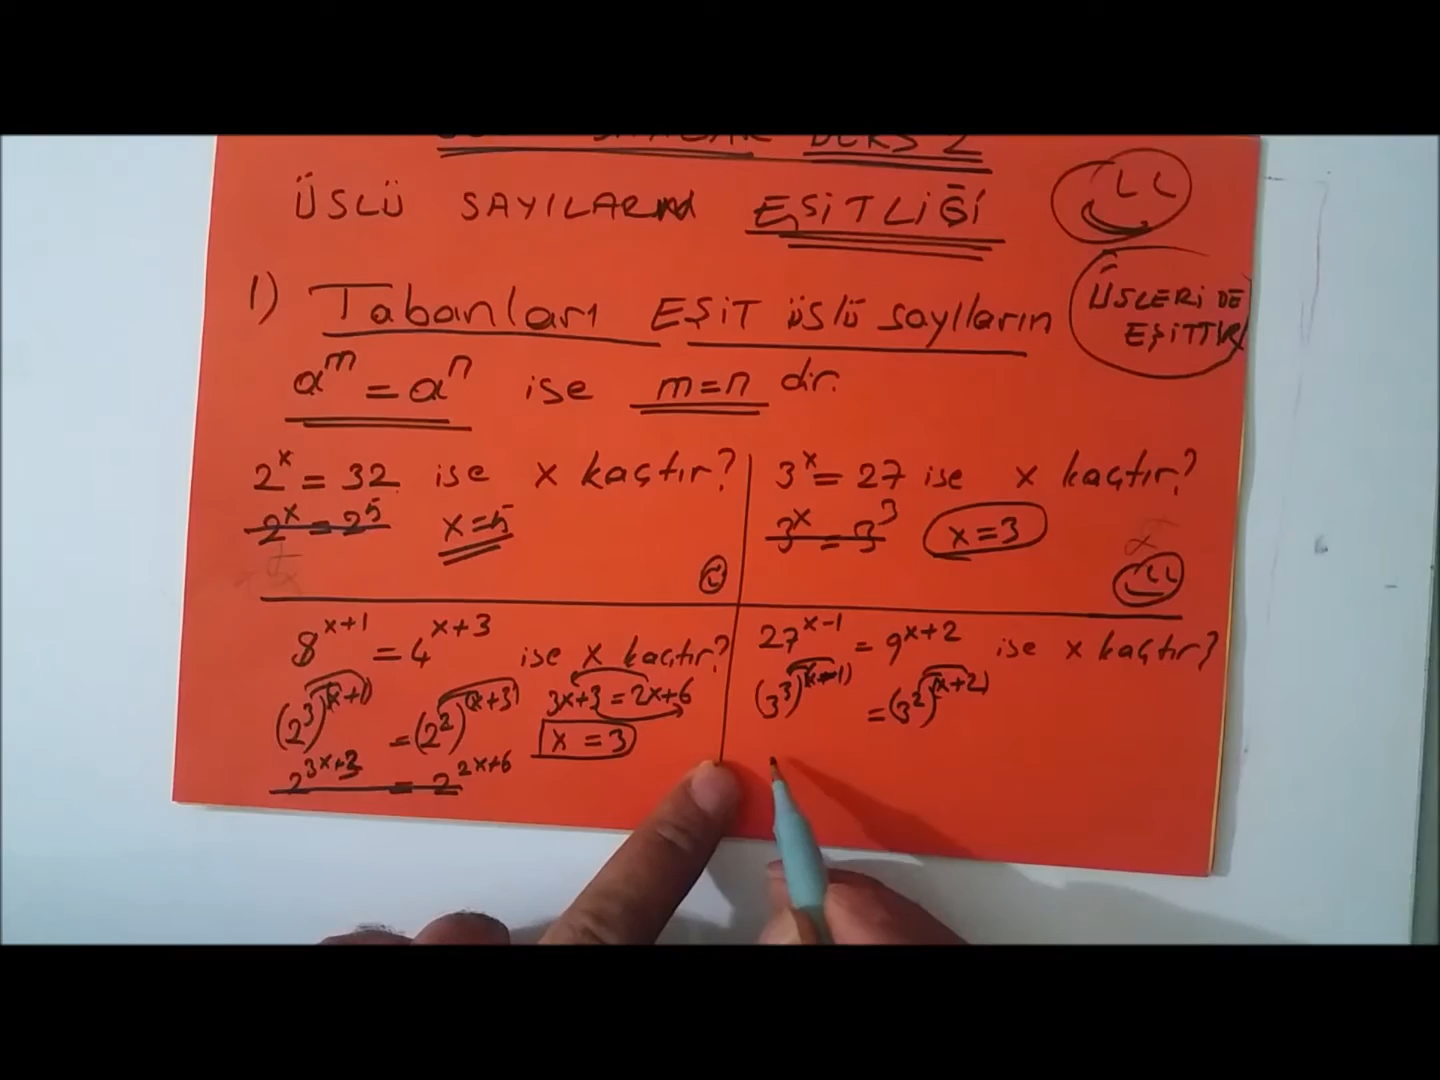 DERS 2
ÜSLÜ SAYILARIN EŞİTLİĞİ
1) Tabanları EŞİT üslü sayılların
ÜSLERİ DE
EŞİTTİR
a^m = a^n ise m=n dir.
2^x = 32 ise x kaçtır?
2^x = 2^5 x=5
3^x = 27 ise x kaçtır?
3^x = 3^3 x=3
8^{x+1} = 4^{x+3} ise x kaçtır?
(2^3)^{(x+1)} = (2^2)^{(x+3)} 3x+3 = 2x+6
x = 3
2^{3x+3} = 2^{2x+6}
27^{x-1} = 9^{x+2} ise x kaçtır?
(3^3)^{(x-1)} = (3^2)^{(x+2)}